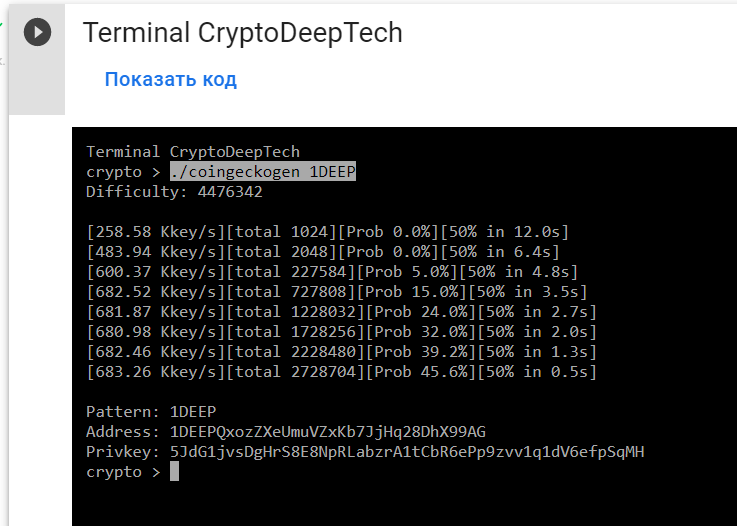 Terminal CryptoDeepTech
Показать код
Terminal CryptoDeepTech
crypto > ./coingeckogen 1DEEP
Difficulty: 4476342
[258.58 Kkey/s][total 1024][Prob 0.0%][50% in 12.0s]
[483.94 Kkey/s][total 2048][Prob 0.0%][50% in 6.4s]
[600.37 Kkey/s][total 227584][Prob 5.0%][50% in 4.8s]
[682.52 Kkey/s][total 727808][Prob 15.0%][50% in 3.5s]
[681.87 Kkey/s][total 1228032][Prob 24.0%][50% in 2.7s]
[680.98 Kkey/s][total 1728256][Prob 32.0%][50% in 2.0s]
[682.46 Kkey/s][total 2228480][Prob 39.2%][50% in 1.3s]
[683.26 Kkey/s][total 2728704][Prob 45.6%][50% in 0.5s]
Pattern: 1DEEP
Address: 1DEEPQxozZXeUmuVZxKb7JjHq28DhX99AG
Privkey: 5JdG1jvsDgHrS8E8NpRLabzrA1tCbR6ePp9zvv1q1dV6efpSqMH
crypto >